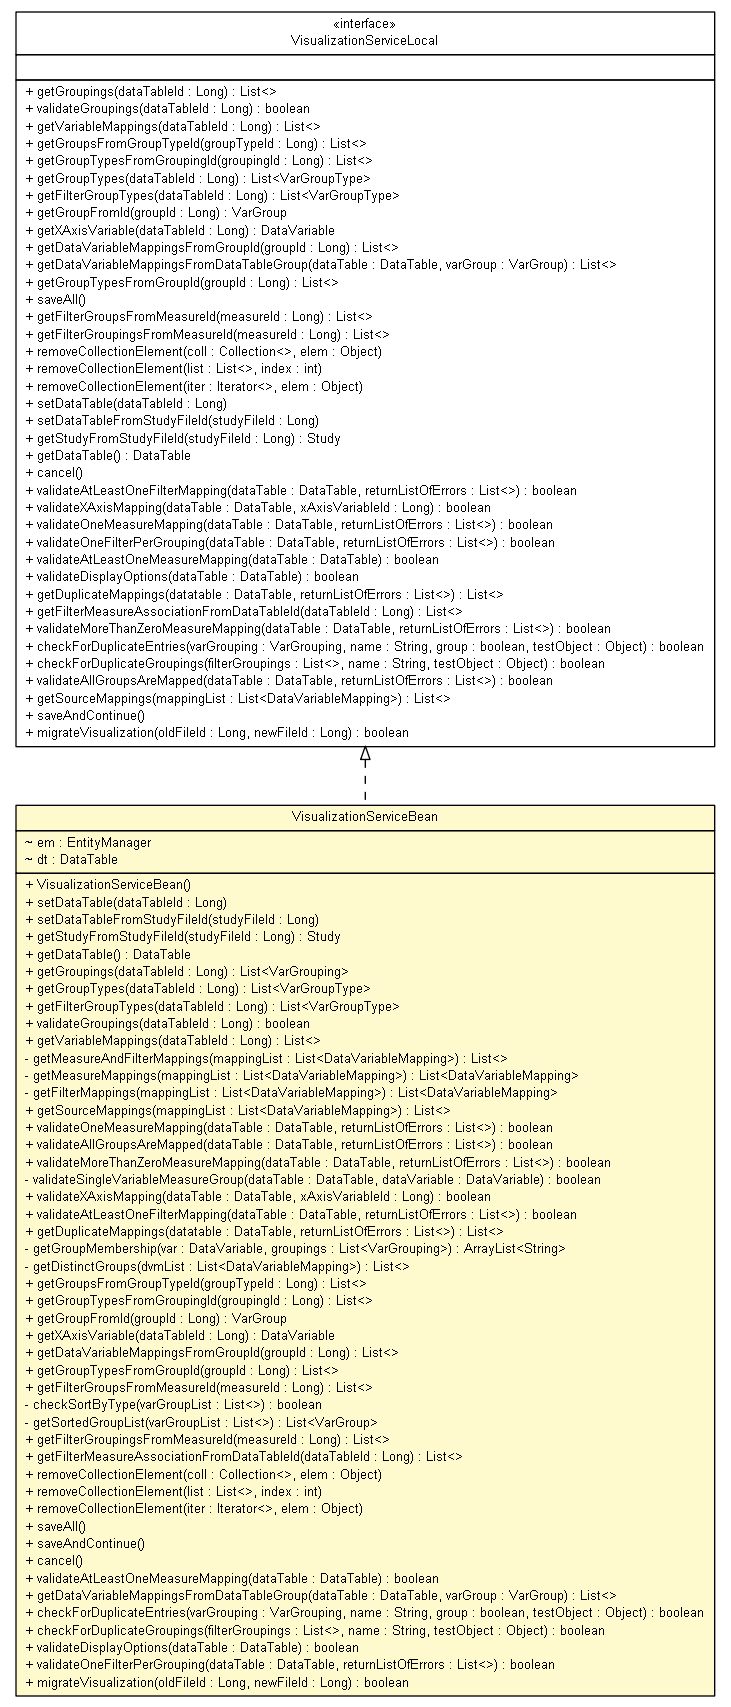 «interface»
VisualizationServiceLocal
+ getGroupings(dataTableId : Long) : List<>
+ validateGroupings(dataTableId : Long) : boolean
+ getVariableMappings(dataTableId : Long) : List<>
+ getGroupsFromGroupTypeId(groupTypeId : Long) : List<>
+ getGroupTypesFromGroupingId(groupingId : Long) : List<>
+ getGroupTypes(dataTableId : Long) : List<VarGroupType>
+ getFilterGroupTypes(dataTableId : Long) : List<VarGroupType>
+ getGroupFromId(groupId : Long) : VarGroup
+ getXAxisVariable(dataTableId : Long) : DataVariable
+ getDataVariableMappingsFromGroupId(groupId : Long) : List<>
+ getDataVariableMappingsFromDataTableGroup(dataTable : DataTable, varGroup : VarGroup) : List<>
+ getGroupTypesFromGroupId(groupId : Long) : List<>
+ saveAll()
+ getFilterGroupsFromMeasureId(measureId : Long) : List<>
+ getFilterGroupingsFromMeasureId(measureId : Long) : List<>
+ removeCollectionElement(coll : Collection<>, elem : Object)
+ removeCollectionElement(list : List<>, index : int)
+ removeCollectionElement(iter : Iterator<>, elem : Object)
+ setDataTable(dataTableId : Long)
+ setDataTableFromStudyFileId(studyFileId : Long)
+ getStudyFromStudyFileId(studyFileId : Long) : Study
+ getDataTable() : DataTable
+ cancel()
+ validateAtLeastOneFilterMapping(dataTable : DataTable, returnListOfErrors : List<>) : boolean
+ validateXAxisMapping(dataTable : DataTable, xAxisVariableId : Long) : boolean
+ validateOneMeasureMapping(dataTable : DataTable, returnListOfErrors : List<>) : boolean
+ validateOneFilterPerGrouping(dataTable : DataTable, returnListOfErrors : List<>) : boolean
+ validateAtLeastOneMeasureMapping(dataTable : DataTable) : boolean
+ validateDisplayOptions(dataTable : DataTable) : boolean
+ getDuplicateMappings(datatable : DataTable, returnListOfErrors : List<>) : List<>
+ getFilterMeasureAssociationFromDataTableId(dataTableId : Long) : List<>
+ validateMoreThanZeroMeasureMapping(dataTable : DataTable, returnListOfErrors : List<>) : boolean
+ checkForDuplicateEntries(varGrouping : VarGrouping, name : String, group : boolean, testObject : Object) : boolean
+ checkForDuplicateGroupings(filterGroupings : List<>, name : String, testObject : Object) : boolean
+ validateAllGroupsAreMapped(dataTable : DataTable, returnListOfErrors : List<>) : boolean
+ getSourceMappings(mappingList : List<DataVariableMapping>) : List<>
+ saveAndContinue()
+ migrateVisualization(oldFileId : Long, newFileId : Long) : boolean
VisualizationServiceBean
~ em : EntityManager
~ dt : DataTable
+ VisualizationServiceBean()
+ setDataTable(dataTableId : Long)
+ setDataTableFromStudyFileId(studyFileId : Long)
+ getStudyFromStudyFileId(studyFileId : Long) : Study
+ getDataTable() : DataTable
+ getGroupings(dataTableId : Long) : List<VarGrouping>
+ getGroupTypes(dataTableId : Long) : List<VarGroupType>
+ getFilterGroupTypes(dataTableId : Long) : List<VarGroupType>
+ validateGroupings(dataTableId : Long) : boolean
+ getVariableMappings(dataTableId : Long) : List<>
- getMeasureAndFilterMappings(mappingList : List<DataVariableMapping>) : List<>
- getMeasureMappings(mappingList : List<DataVariableMapping>) : List<DataVariableMapping>
- getFilterMappings(mappingList : List<DataVariableMapping>) : List<DataVariableMapping>
+ getSourceMappings(mappingList : List<DataVariableMapping>) : List<>
+ validateOneMeasureMapping(dataTable : DataTable, returnListOfErrors : List<>) : boolean
+ validateAllGroupsAreMapped(dataTable : DataTable, returnListOfErrors : List<>) : boolean
+ validateMoreThanZeroMeasureMapping(dataTable : DataTable, returnListOfErrors : List<>) : boolean
- validateSingleVariableMeasureGroup(dataTable : DataTable, dataVariable : DataVariable) : boolean
+ validateXAxisMapping(dataTable : DataTable, xAxisVariableId : Long) : boolean
+ validateAtLeastOneFilterMapping(dataTable : DataTable, returnListOfErrors : List<>) : boolean
+ getDuplicateMappings(datatable : DataTable, returnListOfErrors : List<>) : List<>
- getGroupMembership(var : DataVariable, groupings : List<VarGrouping>) : ArrayList<String>
- getDistinctGroups(dvmList : List<DataVariableMapping>) : List<>
+ getGroupsFromGroupTypeId(groupTypeId : Long) : List<>
+ getGroupTypesFromGroupingId(groupingId : Long) : List<>
+ getGroupFromId(groupId : Long) : VarGroup
+ getXAxisVariable(dataTableId : Long) : DataVariable
+ getDataVariableMappingsFromGroupId(groupId : Long) : List<>
+ getGroupTypesFromGroupId(groupId : Long) : List<>
+ getFilterGroupsFromMeasureId(measureId : Long) : List<>
- checkSortByType(varGroupList : List<>) : boolean
- getSortedGroupList(varGroupList : List<>) : List<VarGroup>
+ getFilterGroupingsFromMeasureId(measureId : Long) : List<>
+ getFilterMeasureAssociationFromDataTableId(dataTableId : Long) : List<>
+ removeCollectionElement(coll : Collection<>, elem : Object)
+ removeCollectionElement(list : List<>, index : int)
+ removeCollectionElement(iter : Iterator<>, elem : Object)
+ saveAll()
+ saveAndContinue()
+ cancel()
+ validateAtLeastOneMeasureMapping(dataTable : DataTable) : boolean
+ getDataVariableMappingsFromDataTableGroup(dataTable : DataTable, varGroup : VarGroup) : List<>
+ checkForDuplicateEntries(varGrouping : VarGrouping, name : String, group : boolean, testObject : Object) : boolean
+ checkForDuplicateGroupings(filterGroupings : List<>, name : String, testObject : Object) : boolean
+ validateDisplayOptions(dataTable : DataTable) : boolean
+ validateOneFilterPerGrouping(dataTable : DataTable, returnListOfErrors : List<>) : boolean
+ migrateVisualization(oldFileId : Long, newFileId : Long) : boolean